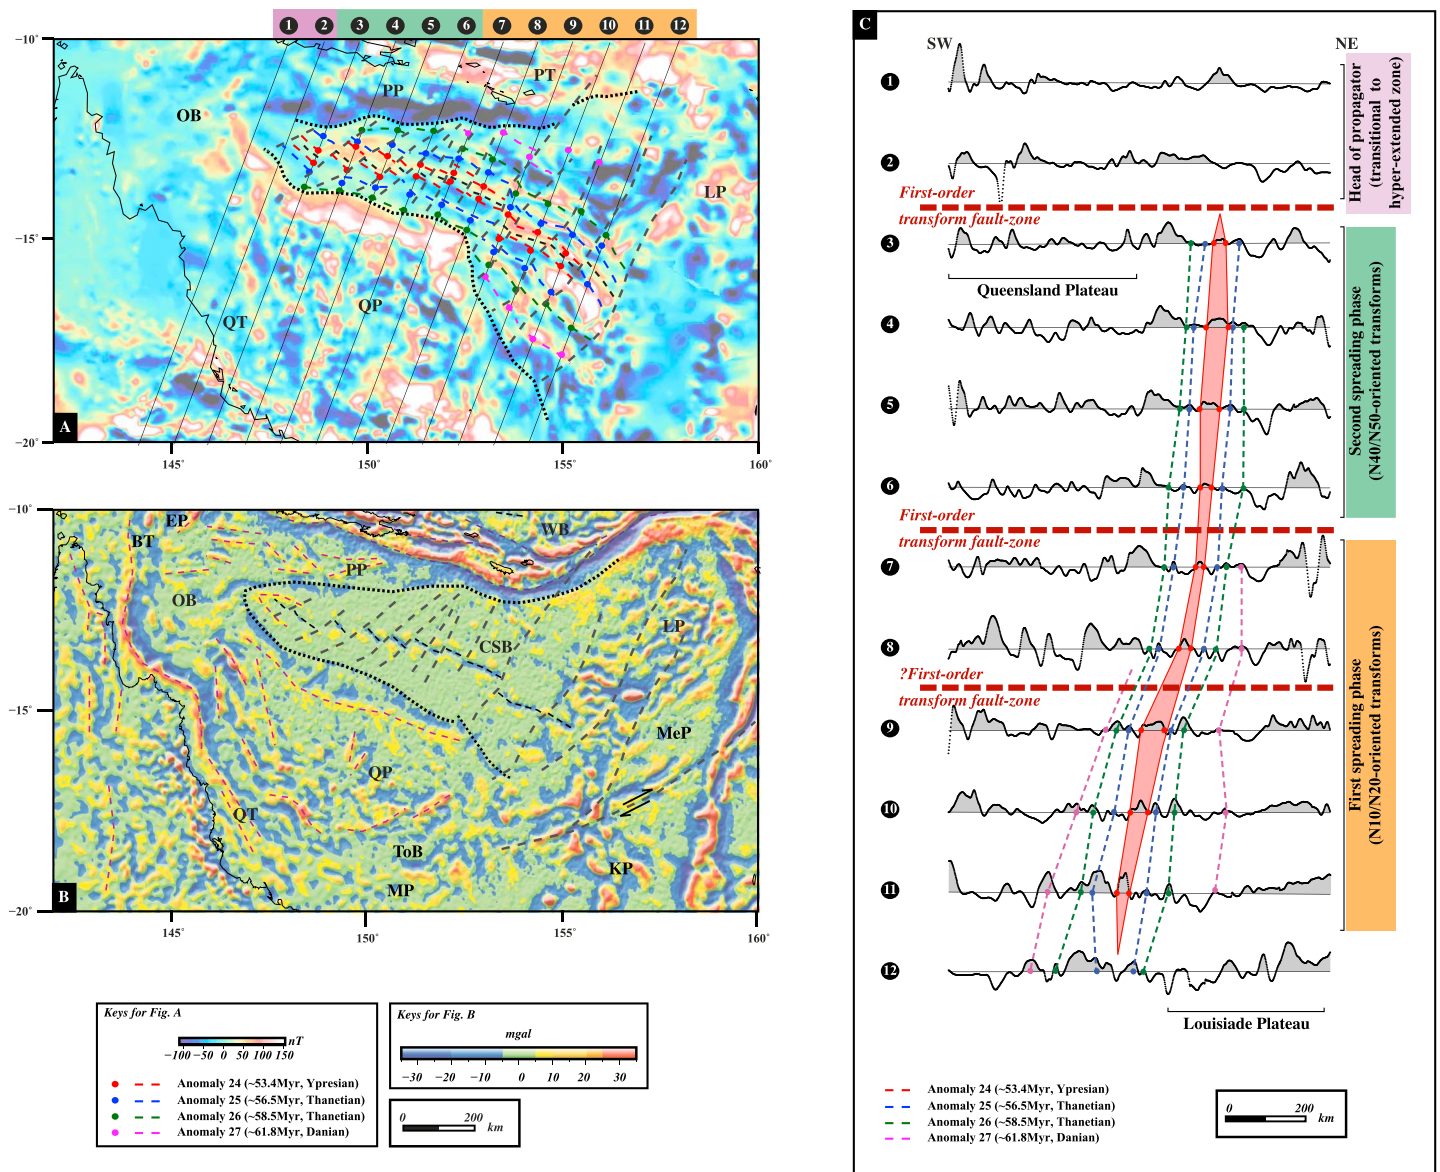 1 2 3 4 5 6 7 8 9 10 11 12
−10°
−15°
−20°
OB
PP
PT
LP
QT
QP
A
145°
150°
155°
160°
−10°
−15°
−20°
EP
BT
OB
PP
WB
CSB
LP
MeP
QP
QT
ToB
MP
KP
B
145°
150°
155°
160°
Keys for Fig. A
nT
−100 −50 0 50 100 150
Anomaly 24 (~53.4Myr, Ypresian)
Anomaly 25 (~56.5Myr, Thanetian)
Anomaly 26 (~58.5Myr, Thanetian)
Anomaly 27 (~61.8Myr, Danian)
Keys for Fig. B
mgal
−30 −20 −10 0 10 20 30
0 200
km
C
SW
NE
1
2
First-order
transform fault-zone
3
Queensland Plateau
4
5
6
First-order
transform fault-zone
7
8
?First-order
transform fault-zone
9
10
11
12
Louisiade Plateau
Head of propagator
(transitional to
hyper-extended zone)
Second spreading phase
(N40/N50-oriented transforms)
First spreading phase
(N10/N20-oriented transforms)
Anomaly 24 (~53.4Myr, Ypresian)
Anomaly 25 (~56.5Myr, Thanetian)
Anomaly 26 (~58.5Myr, Thanetian)
Anomaly 27 (~61.8Myr, Danian)
0 200
km